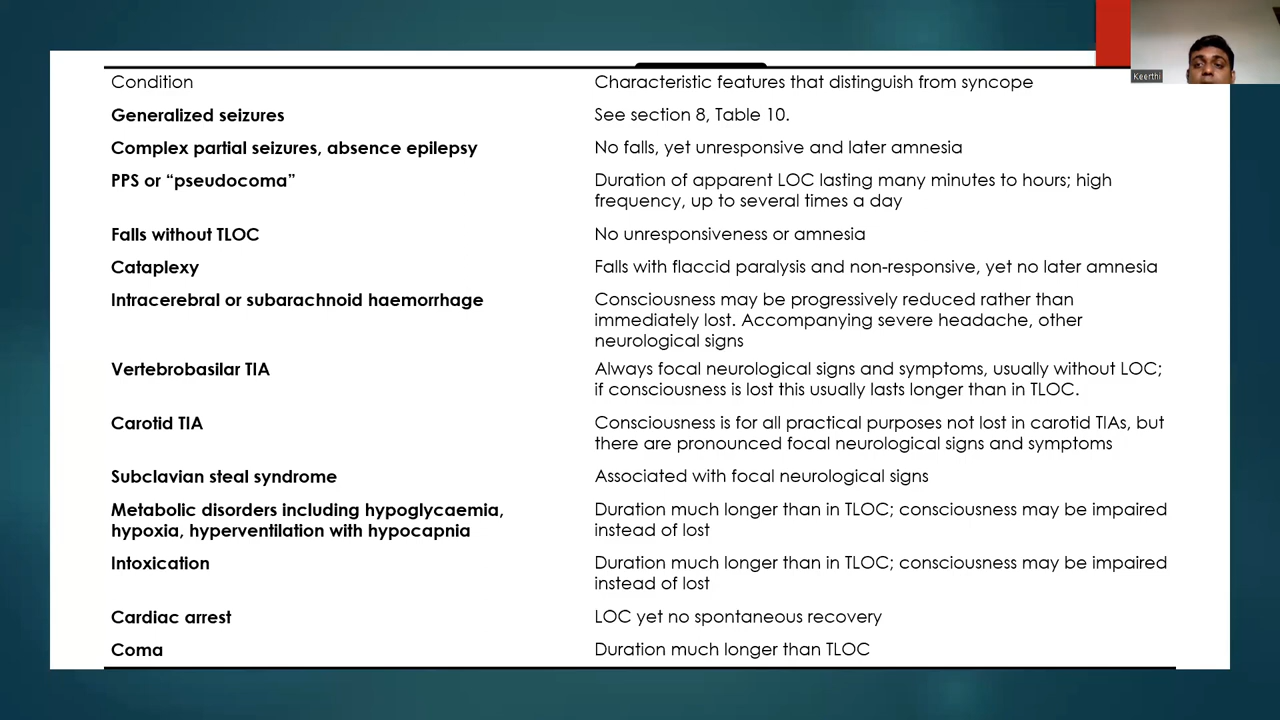 Keerthi
Condition
Characteristic features that distinguish from syncope
Generalized seizures
See section 8, Table 10.
Complex partial seizures, absence epilepsy
No falls, yet unresponsive and later amnesia
PPS or “pseudocoma”
Duration of apparent LOC lasting many minutes to hours; high
frequency, up to several times a day
Falls without TLOC
No unresponsiveness or amnesia
Cataplexy
Falls with flaccid paralysis and non-responsive, yet no later amnesia
Intracerebral or subarachnoid haemorrhage
Consciousness may be progressively reduced rather than
immediately lost. Accompanying severe headache, other
neurological signs
Vertebrobasilar TIA
Always focal neurological signs and symptoms, usually without LOC;
if consciousness is lost this usually lasts longer than in TLOC.
Carotid TIA
Consciousness is for all practical purposes not lost in carotid TIAs, but
there are pronounced focal neurological signs and symptoms
Subclavian steal syndrome
Associated with focal neurological signs
Metabolic disorders including hypoglycaemia,
hypoxia, hyperventilation with hypocapnia
Duration much longer than in TLOC; consciousness may be impaired
instead of lost
Intoxication
Duration much longer than in TLOC; consciousness may be impaired
instead of lost
Cardiac arrest
LOC yet no spontaneous recovery
Coma
Duration much longer than TLOC